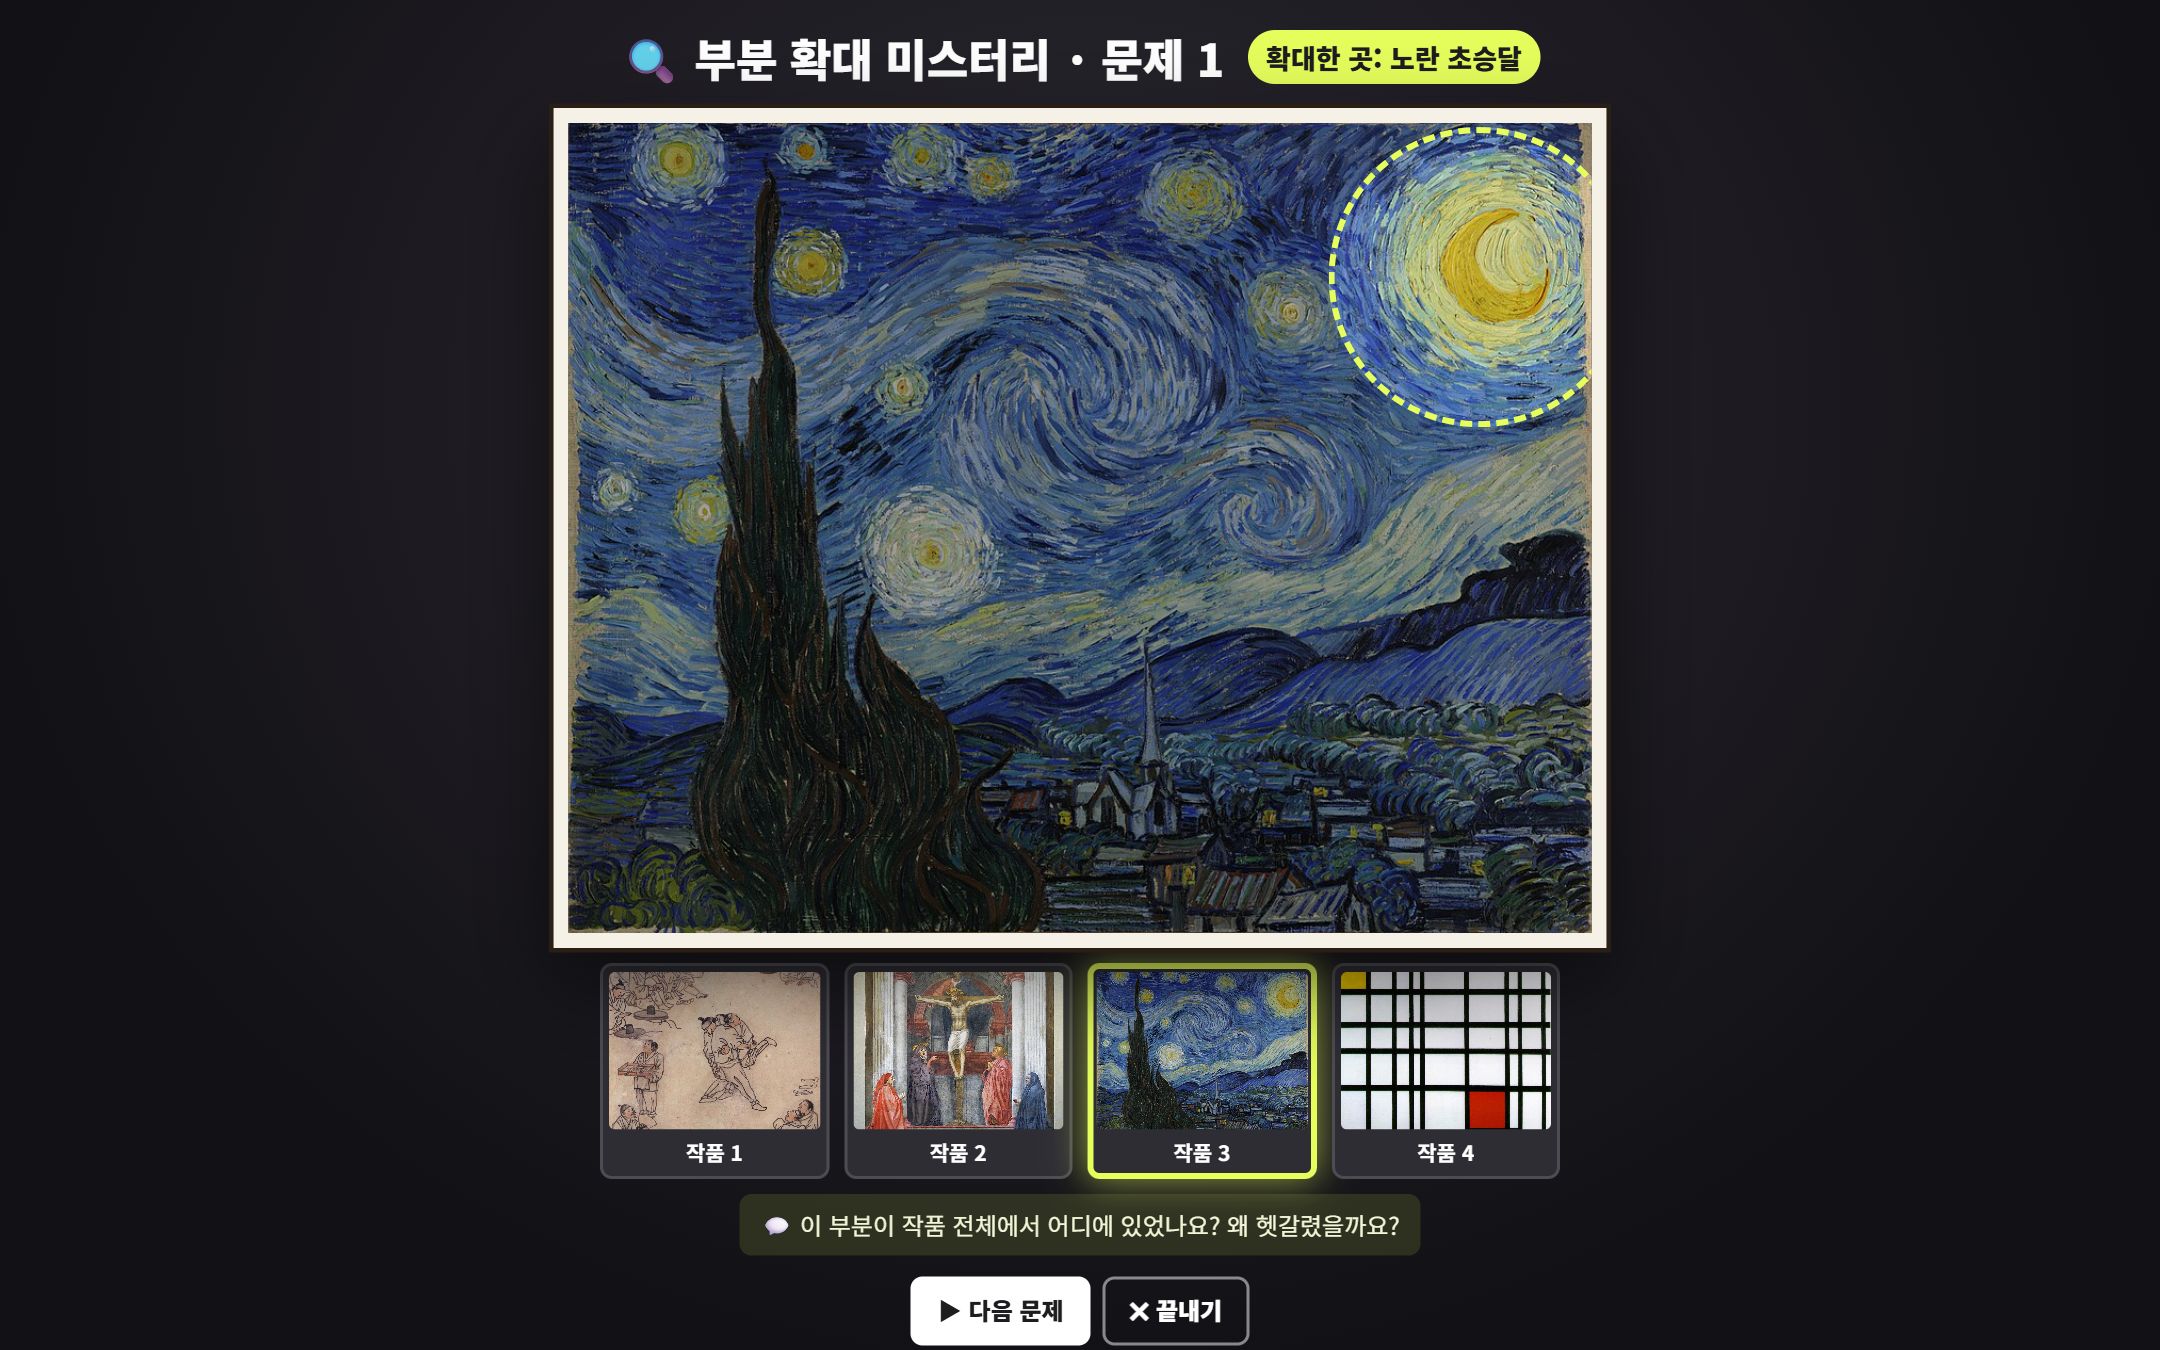 부분 확대 미스터리 · 문제 1
확대한 곳: 노란 초승달
작품 1
작품 2
작품 3
작품 4
이 부분이 작품 전체에서 어디에 있었나요? 왜 헷갈렸을까요?
▶ 다음 문제
✕ 끝내기